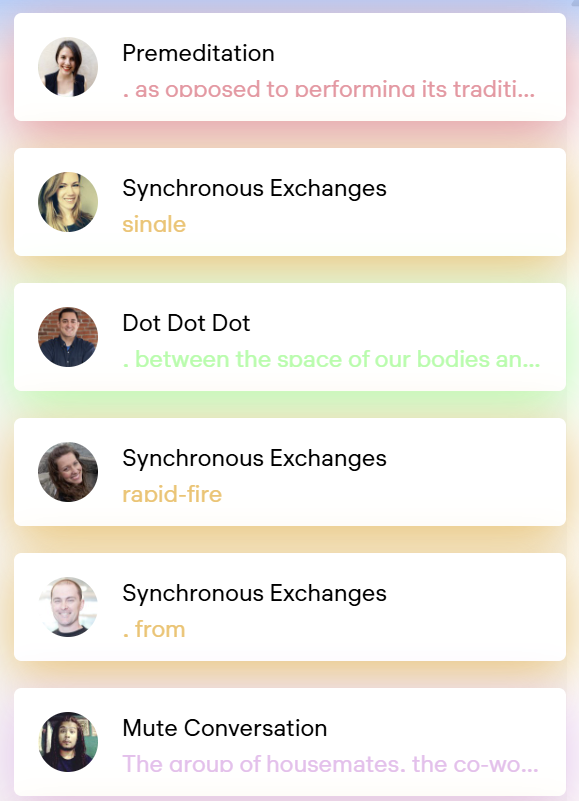 Premeditation
. as opposed to performing its traditi...
Synchronous Exchanges
single
Dot Dot Dot
. between the space of our bodies an...
Synchronous Exchanges
rapid-fire
Synchronous Exchanges
. from
Mute Conversation
The group of housemates, the co-wo...